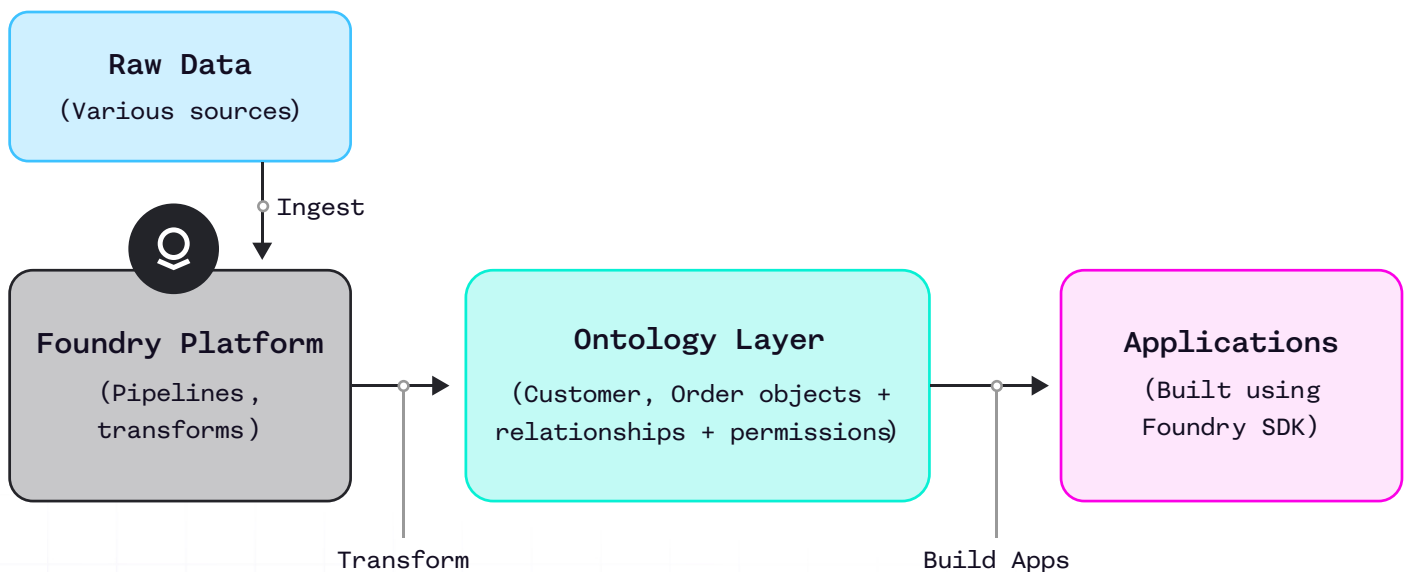 Raw Data
(Various sources)
Ingest
Foundry Platform
(Pipelines,
transforms)
Transform
Ontology Layer
(Customer, Order objects +
relationships + permissions)
Build Apps
Applications
(Built using
Foundry SDK)